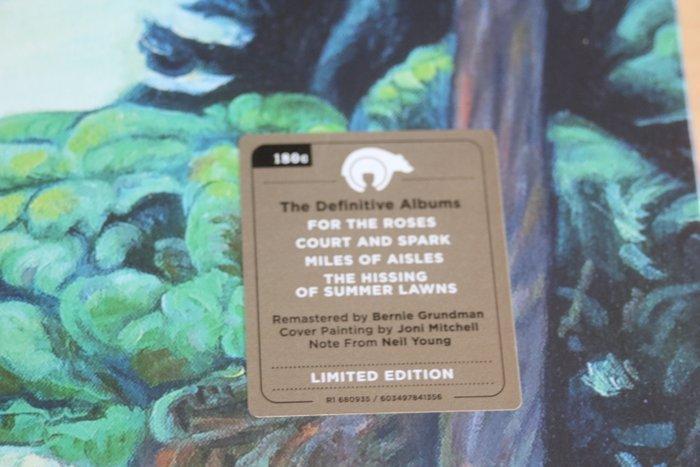 180G
The Definitive Albums
FOR THE ROSES
COURT AND SPARK
MILES OF AISLES
THE HISSING
OF SUMMER LAWNS
Remastered by Bernie Grundman
Cover Painting by Joni Mitchell
Note From Neil Young
LIMITED EDITION
R1 680935 / 603497841356